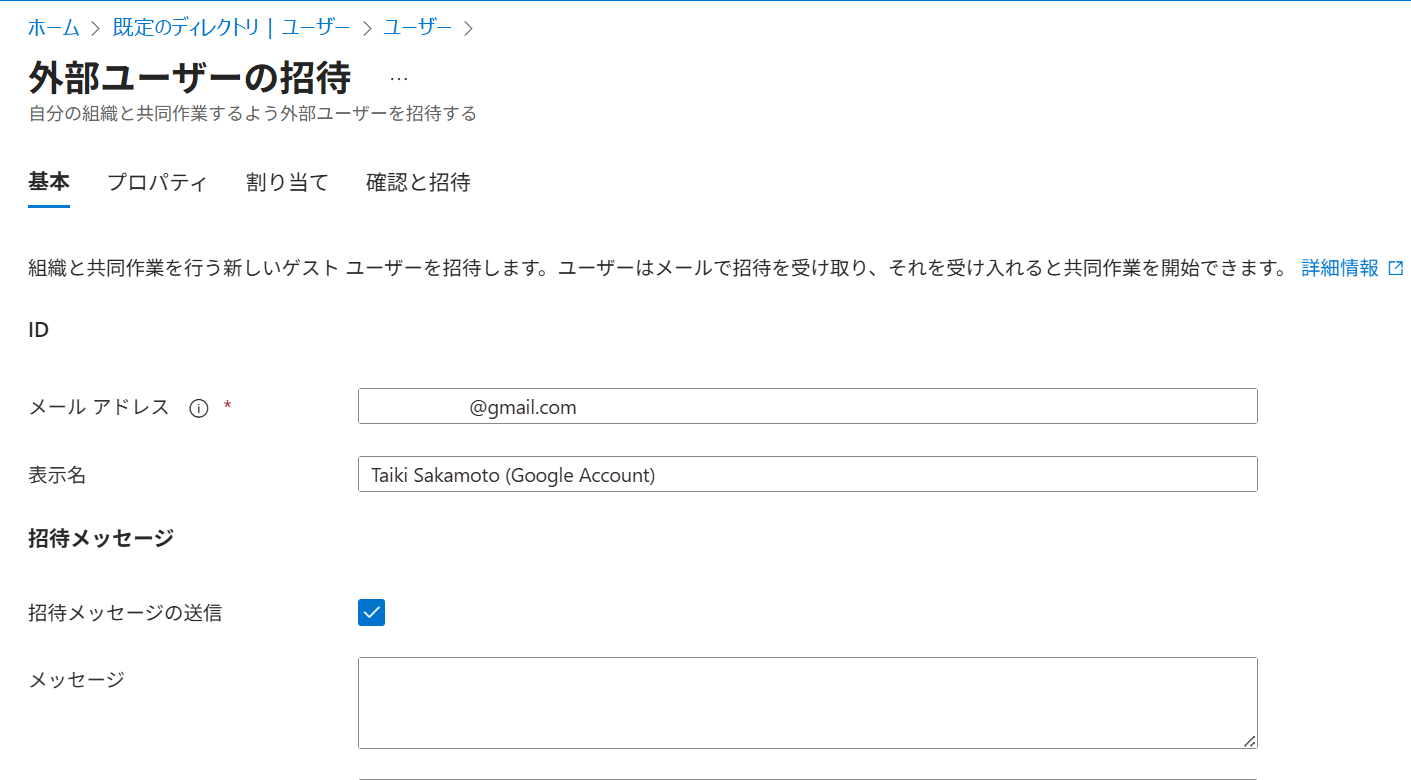 ホーム > 既定のディレクトリ | ユーザー > ユーザー >
外部ユーザーの招待 ...
自分の組織と共同作業するよう外部ユーザーを招待する
基本 プロパティ 割り当て 確認と招待
組織と共同作業を行う新しいゲスト ユーザーを招待します。ユーザーはメールで招待を受け取り、それを受け入れると共同作業を開始できます。 詳細情報
ID
メール アドレス * @gmail.com
表示名 Taiki Sakamoto (Google Account)
招待メッセージ
招待メッセージの送信
メッセージ